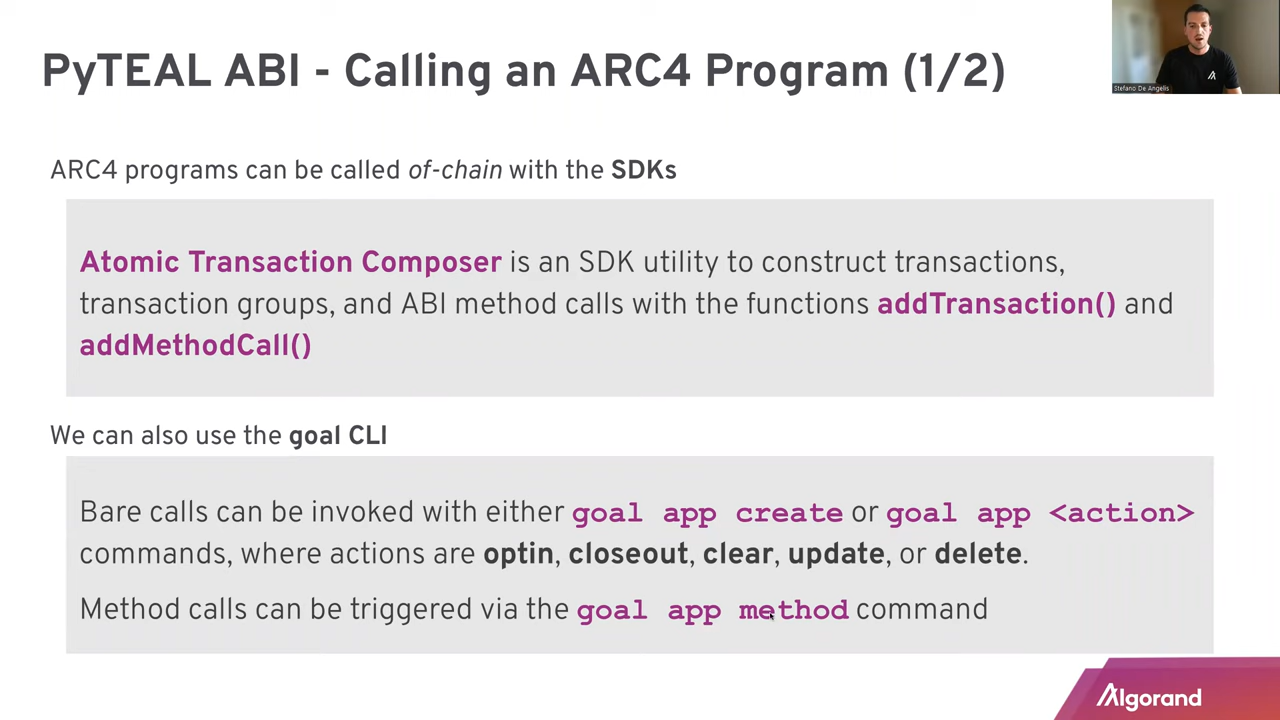 PyTEAL ABI - Calling an ARC4 Program (1/2)
Stefano De Angelis
ARC4 programs can be called of-chain with the SDKs
Atomic Transaction Composer is an SDK utility to construct transactions,
transaction groups, and ABI method calls with the functions addTransaction() and
addMethodCall()
We can also use the goal CLI
Bare calls can be invoked with either goal app create or goal app <action>
commands, where actions are optin, closeout, clear, update, or delete.
Method calls can be triggered via the goal app method command
Algorand